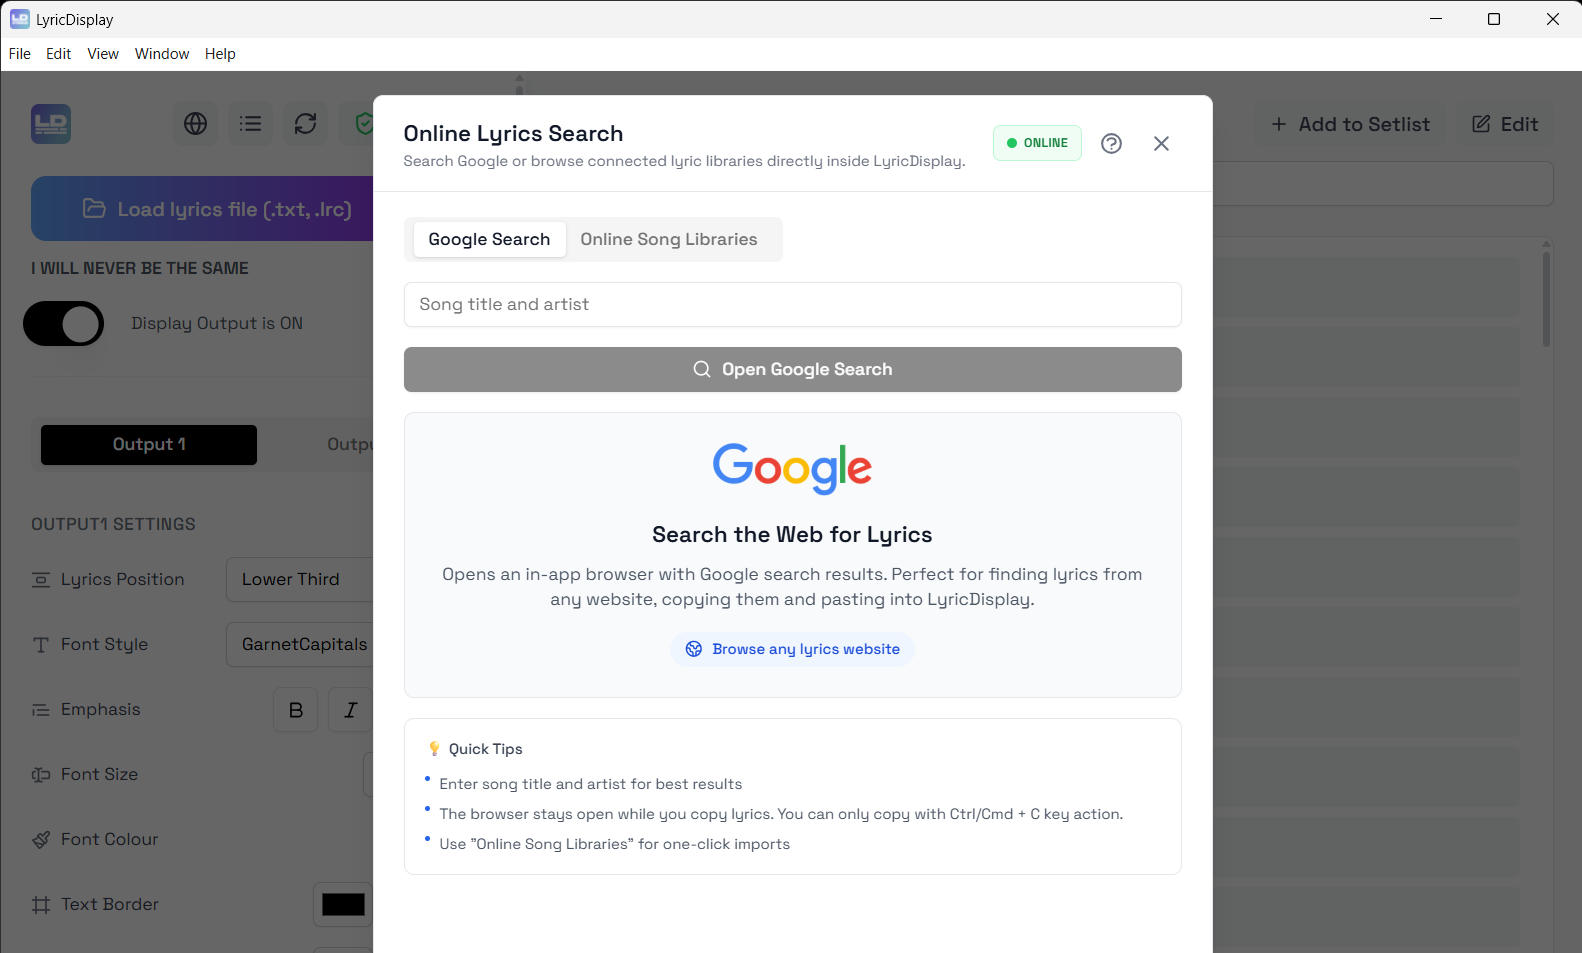 LD LyricDisplay
File Edit View Window Help
LD
Load lyrics file (.txt, .lrc)
I WILL NEVER BE THE SAME
Display Output is ON
Output 1
OUTPUT1 SETTINGS
Lyrics Position
Lower Third
Font Style
GarnetCapitals
Emphasis
B
I
Font Size
Font Colour
Text Border
Online Lyrics Search
Search Google or browse connected lyric libraries directly inside LyricDisplay.
ONLINE
Google Search
Online Song Libraries
Song title and artist
Open Google Search
Google
Search the Web for Lyrics
Opens an in-app browser with Google search results. Perfect for finding lyrics from
any website, copying them and pasting into LyricDisplay.
Browse any lyrics website
Quick Tips
Enter song title and artist for best results
The browser stays open while you copy lyrics. You can only copy with Ctrl/Cmd + C key action.
Use "Online Song Libraries" for one-click imports
Add to Setlist
Edit